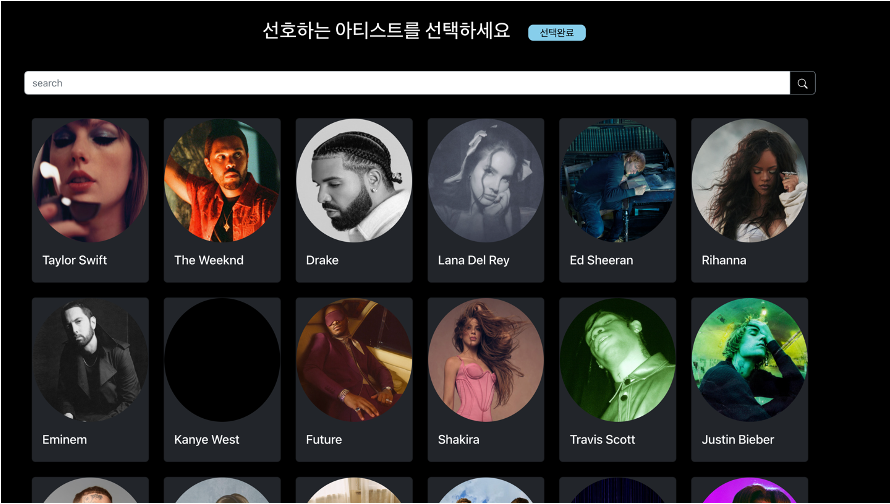 선호하는 아티스트를 선택하세요 선택완료
search
Taylor Swift The Weeknd Drake Lana Del Rey Ed Sheeran Rihanna
Eminem Kanye West Future Shakira Travis Scott Justin Bieber